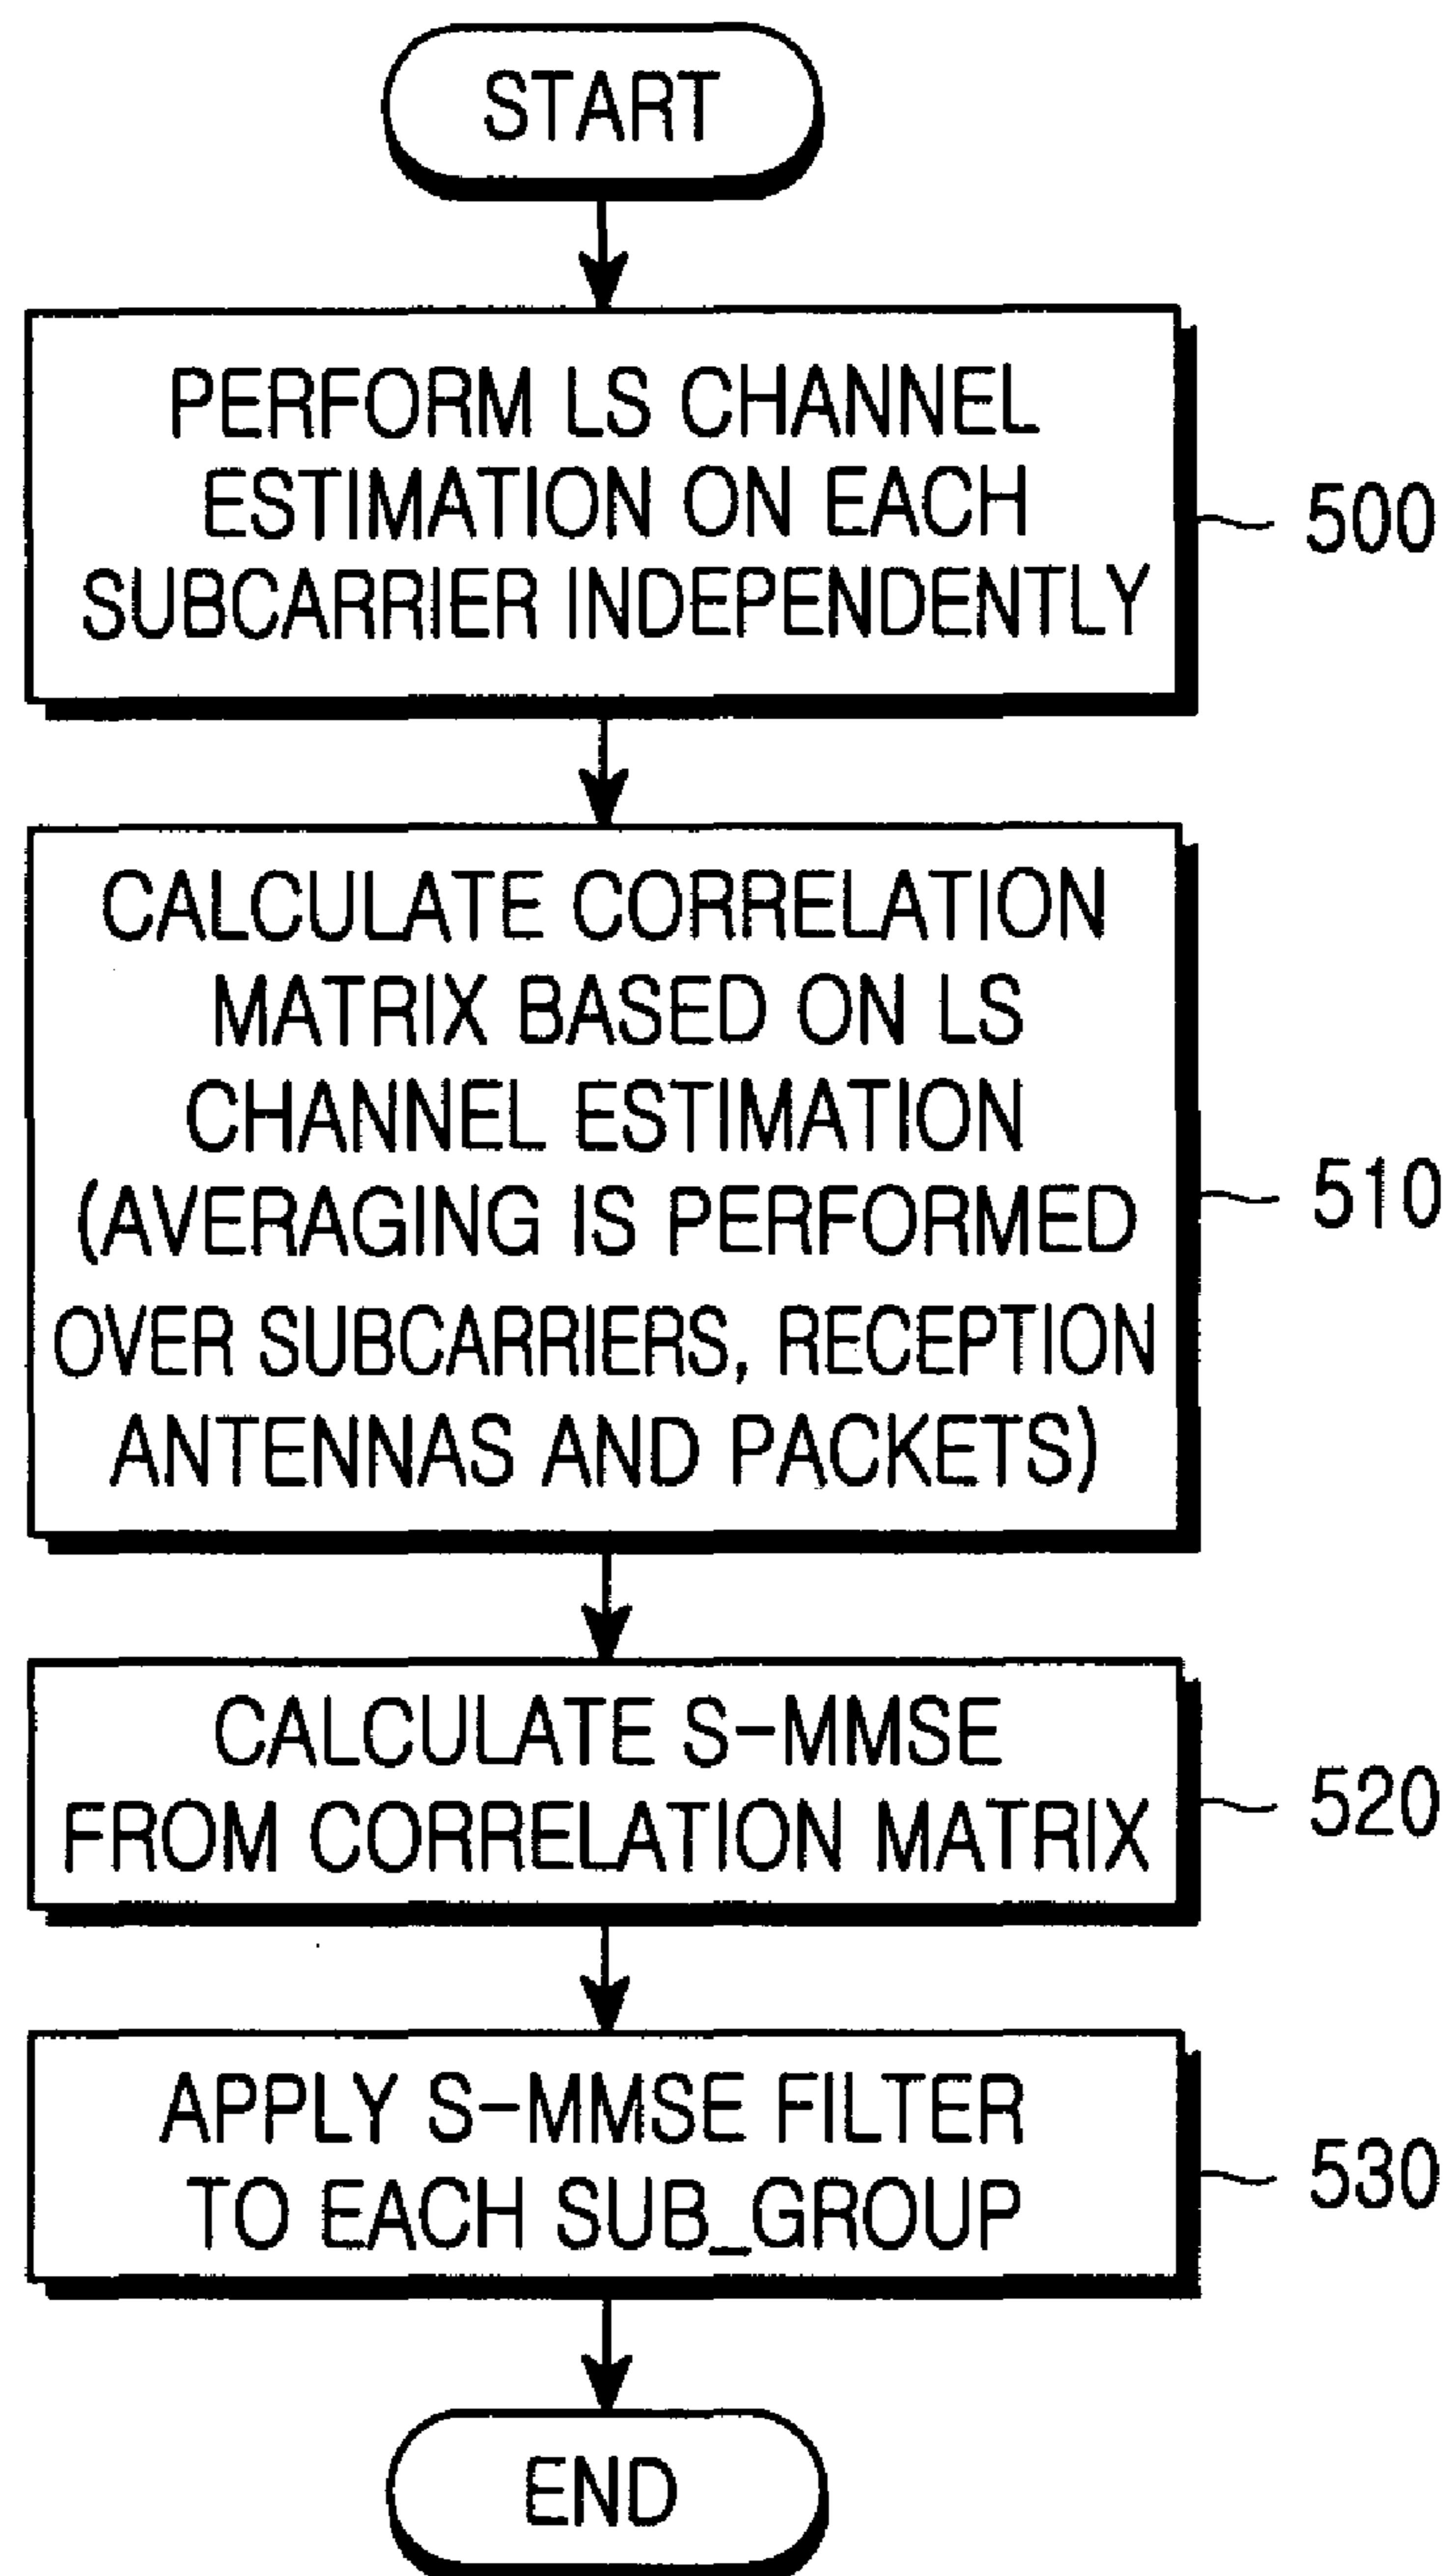 START
PERFORM LS CHANNEL
ESTIMATION ON EACH
SUBCARRIER INDEPENDENTLY
500
CALCULATE CORRELATION
MATRIX BASED ON LS
CHANNEL ESTIMATION
(AVERAGING IS PERFORMED
OVER SUBCARRIERS, RECEPTION
ANTENNAS AND PACKETS)
510
CALCULATE S-MMSE
FROM CORRELATION MATRIX
520
APPLY S-MMSE FILTER
TO EACH SUB_GROUP
530
END